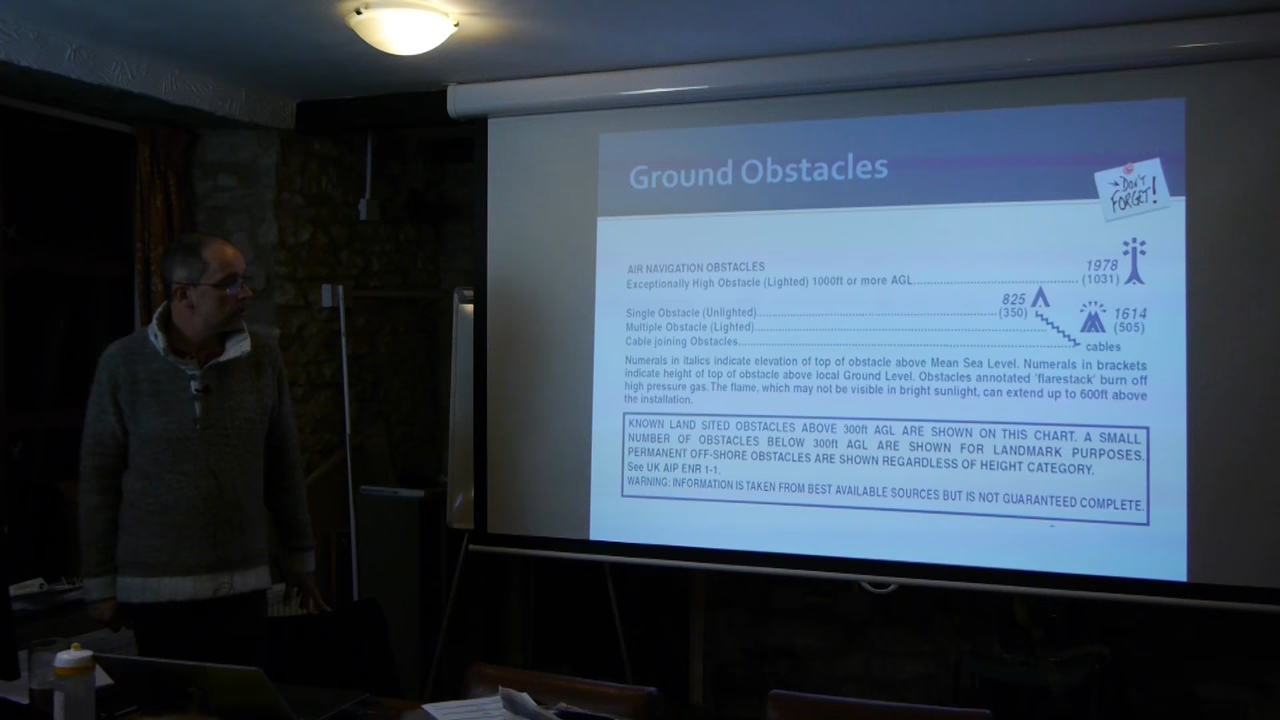 Ground Obstacles
DON'T
FORGET!
AIR NAVIGATION OBSTACLES
Exceptionally High Obstacle (Lighted) 1000ft or more AGL
1978
(1031)
Single Obstacle (Unlighted)
825
(350)
Multiple Obstacle (Lighted)
1614
(505)
Cable joining Obstacles
cables
Numerals in Italics indicate elevation of top of obstacle above Mean Sea Level. Numerals in brackets
indicate height of top of obstacle above local Ground Level. Obstacles annotated 'flarestack' burn off
high pressure gas. The flame, which may not be visible in bright sunlight, can extend up to 600ft above
the installation.
KNOWN LAND SITED OBSTACLES ABOVE 300ft AGL ARE SHOWN ON THIS CHART. A SMALL
NUMBER OF OBSTACLES BELOW 300ft AGL ARE SHOWN FOR LANDMARK PURPOSES.
PERMANENT OFF-SHORE OBSTACLES ARE SHOWN REGARDLESS OF HEIGHT CATEGORY.
See UK AIP ENR 1-1.
WARNING: INFORMATION IS TAKEN FROM BEST AVAILABLE SOURCES BUT IS NOT GUARANTEED COMPLETE.